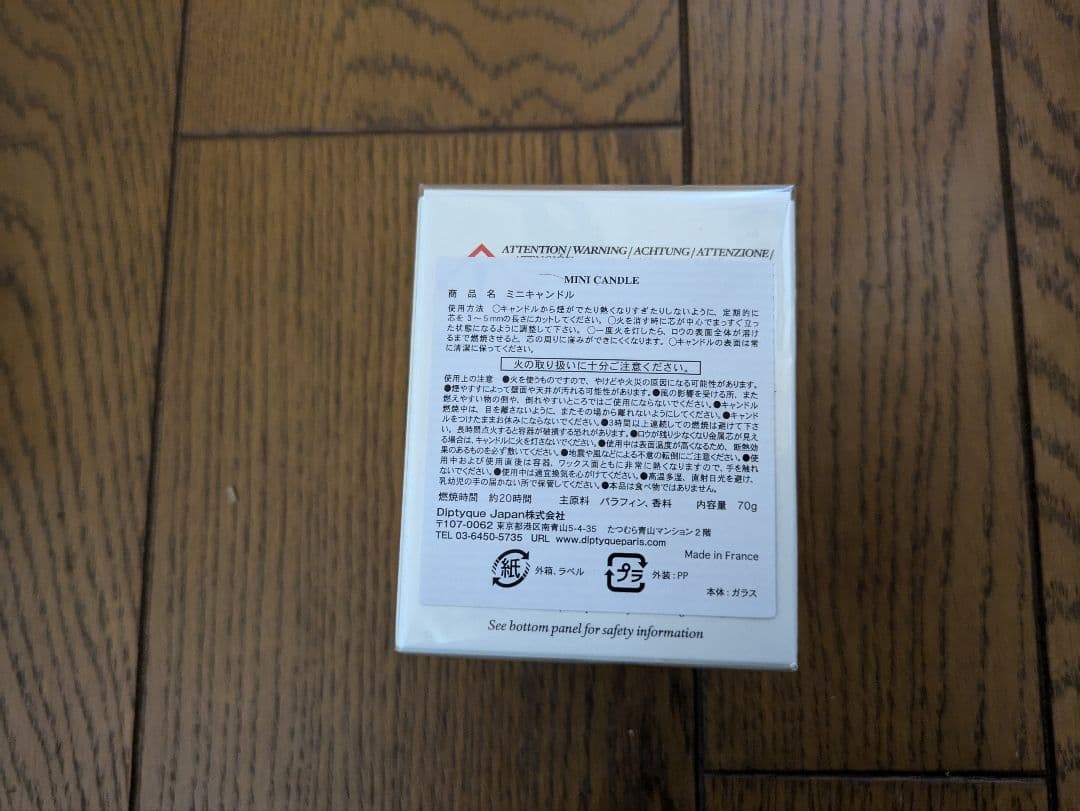 ATTENTION/WARNING/ACHTUNG/ATTENZIONE/
MINI CANDLE
商 品 名 ミニキャンドル
使用方法 ○キャンドルから煙がでたり熱くなりすぎたりしないように、定期的に
芯を3～5mmの長さにカットしてください。○火を消す時に芯が中心でまっすぐ立っ
た状態になるように調整して下さい。○一度火を灯したら、ロウの表面全体が溶け
るまで燃焼させると、芯の周りに窪みができにくくなります。○キャンドルの表面は常
に清潔に保ってください。
火の取り扱いに十分ご注意ください。
使用上の注意 ●火を使うものですので、やけどや火災の原因になる可能性があります。
●煙やすすによって壁面や天井が汚れる可能性があります。●風の影響を受ける所、また
燃えやすい物の側や、倒れやすいところではご使用にならないでください。●キャンドル
燃焼中は、目を離さないように、またその場から離れないようにしてください。●キャンド
ルをつけたままお休みにならないでください。●3時間以上連続しての燃焼は避けて下さ
い。長時間点火すると容器が破損する恐れがあります。●ロウが残り少なくなり金属芯が見え
る場合は、キャンドルに火を灯さないでください。●使用中は表面温度が高くなるため、断熱効
果のあるものを必ず敷いてください。●地震や風などによる不意の転倒にご注意ください。●使
用中および使用直後は容器、ワックス面ともに非常に熱くなりますので、手を触れ
ないでください。●使用中は適宜換気を心がけてください。●高温多湿、直射日光を避け、
乳幼児の手の届かない所で保管してください。●本品は食べ物ではありません。
燃焼時間 約20時間 主原料 パラフィン、香料 内容量 70g
Diptyque Japan株式会社
〒107-0062 東京都港区南青山5-4-35 たつむら青山マンション2階
TEL 03-6450-5735 URL www.diptyqueparis.com
Made in France
紙 外箱、ラベル プラ 外装:PP
本体:ガラス
See bottom panel for safety information